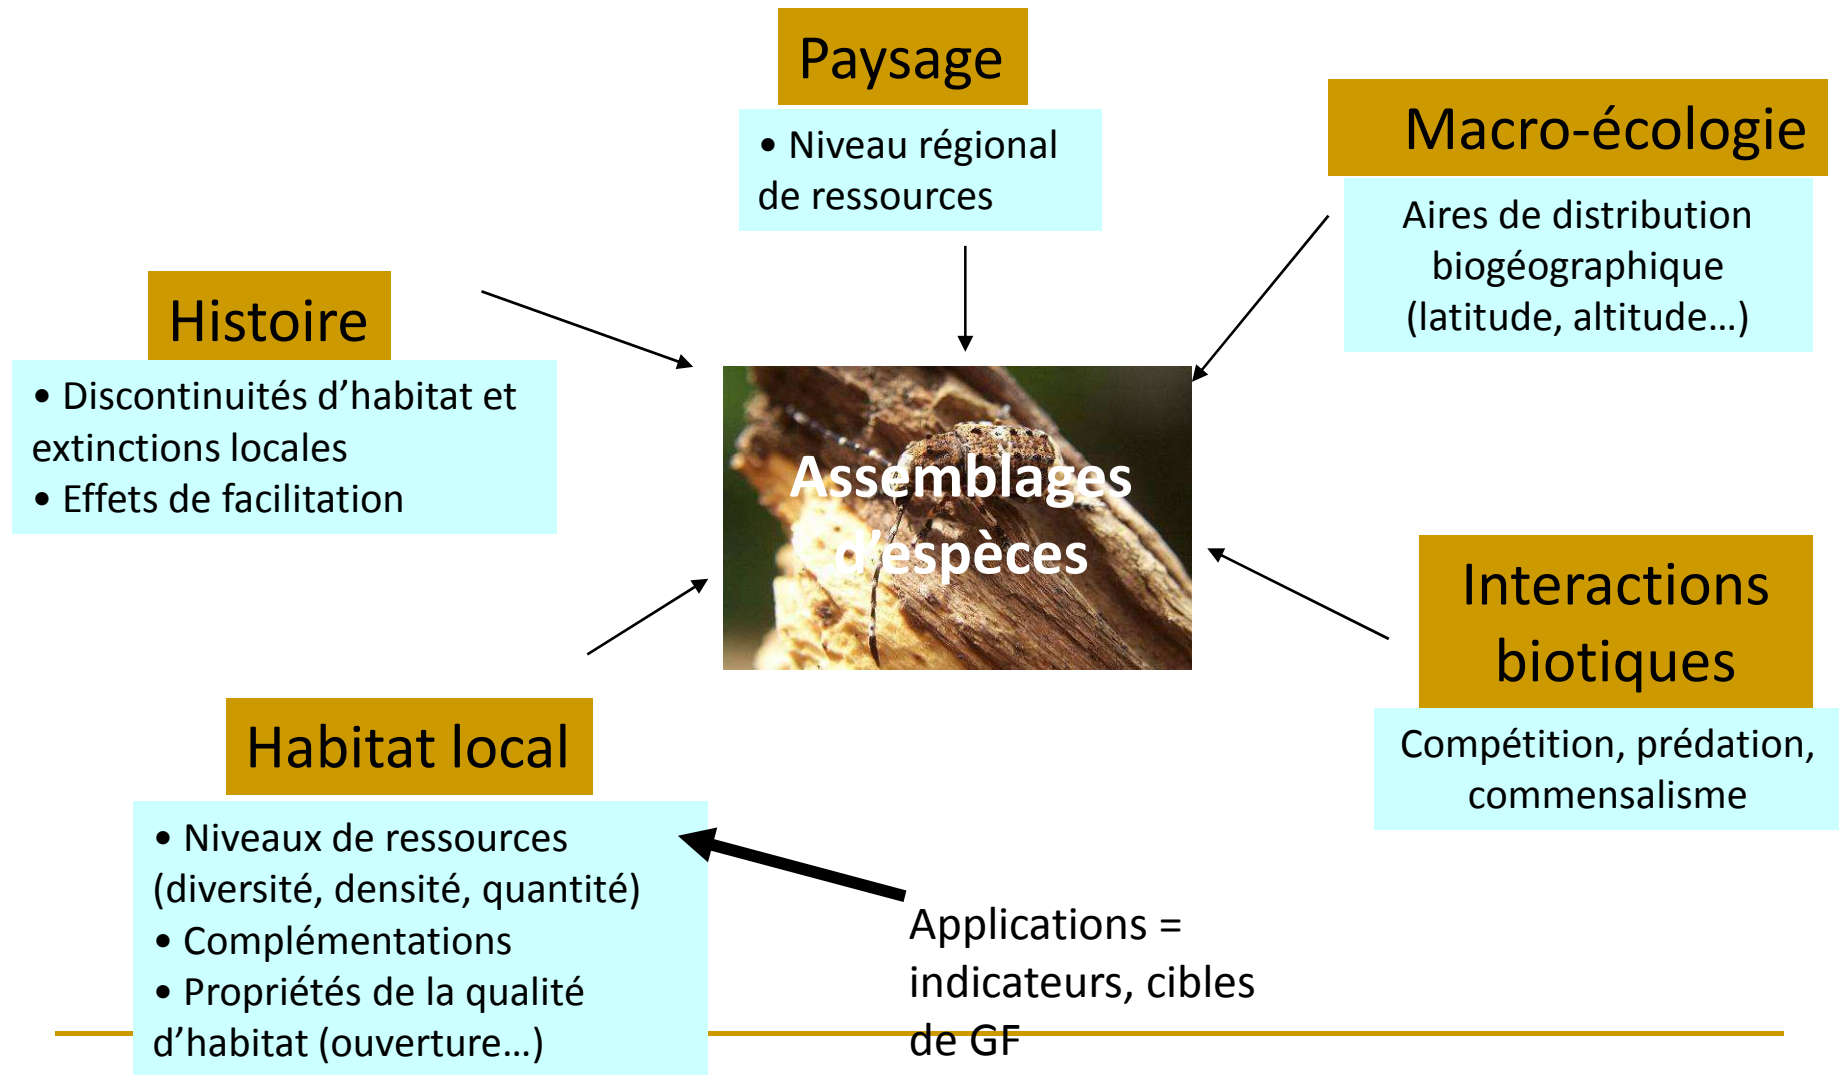 Paysage
• Niveau régional
de ressources
Macro-écologie
Aires de distribution
biogéographique
(latitude, altitude…)
Histoire
• Discontinuités d’habitat et
extinctions locales
• Effets de facilitation
Assemblages
d’espèces
Interactions
biotiques
Compétition, prédation,
commensalisme
Habitat local
• Niveaux de ressources
(diversité, densité, quantité)
• Complémentations
• Propriétés de la qualité
d’habitat (ouverture…)
Applications =
indicateurs, cibles
de GF